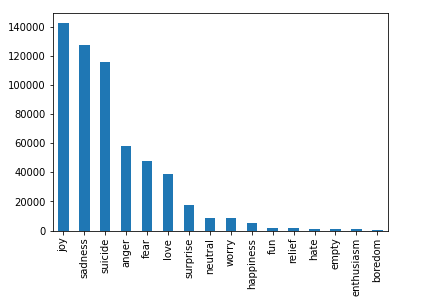 140000
120000
100000
80000
60000
40000
20000
0
joy
sadness
suicide
anger
fear
love
surprise
neutral
worry
happiness
fun
relief
hate
empty
enthusiasm
boredom